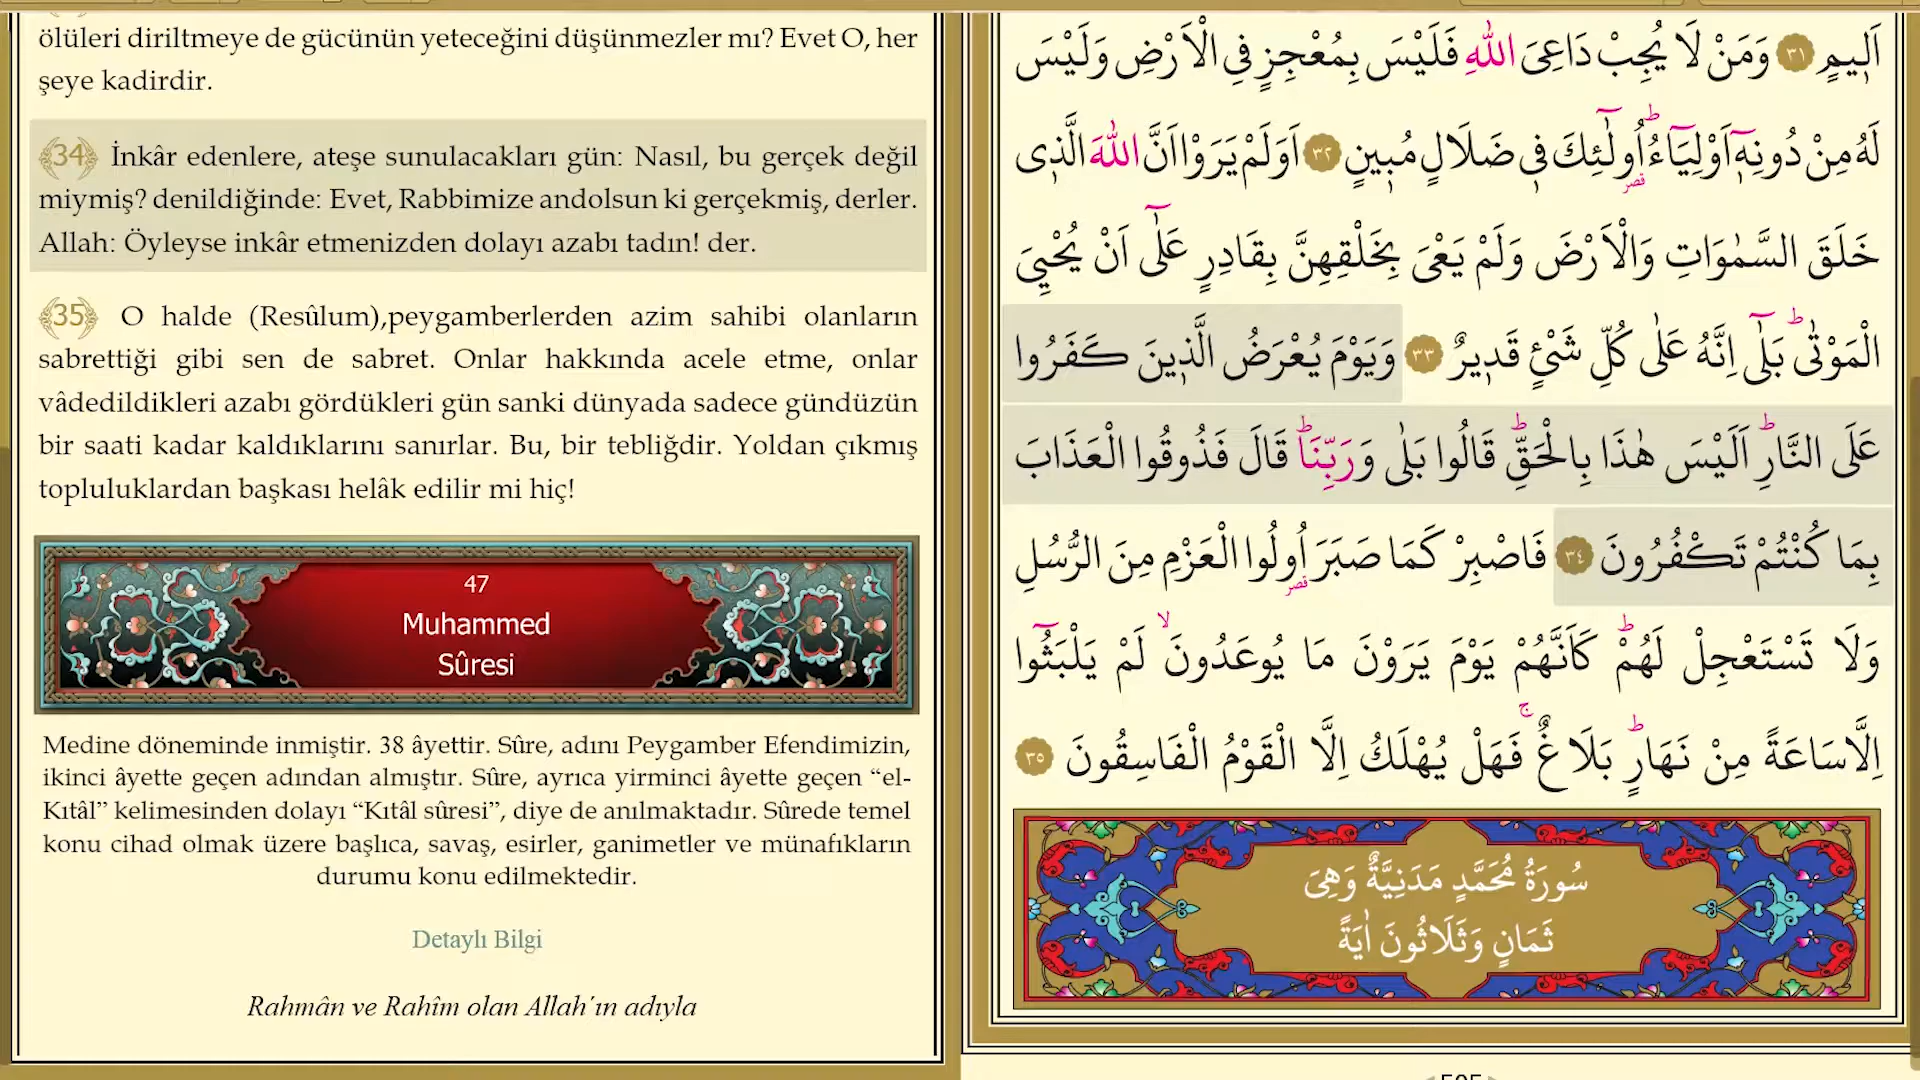 ölüleri diriltmeye de gücünün yeteceğini düşünmezler mı? Evet O, her
şeye kadirdir.
34 İnkâr edenlere, ateşe sunulacakları gün: Nasıl, bu gerçek değil
miymiş? denildiğinde: Evet, Rabbimize andolsun ki gerçekmiş, derler.
Allah: Öyleyse inkâr etmenizden dolayı azabı tadın! der.
35 O halde (Resûlum),peygamberlerden azim sahibi olanların
sabrettiği gibi sen de sabret. Onlar hakkında acele etme, onlar
vâdedildikleri azabı gördükleri gün sanki dünyada sadece gündüzün
bir saati kadar kaldıklarını sanırlar. Bu, bir tebliğdir. Yoldan çıkmış
topluluklardan başkası helâk edilir mi hiç!
47
Muhammed
Sûresi
Medine döneminde inmiştir. 38 âyettir. Sûre, adını Peygamber Efendimizin,
ikinci âyette geçen adından almıştır. Sûre, ayrıca yirminci âyette geçen “el-
Kıtâl” kelimesinden dolayı “Kıtâl sûresi”, diye de anılmaktadır. Sûrede temel
konu cihad olmak üzere başlıca, savaş, esirler, ganimetler ve münafıkların
durumu konu edilmektedir.
Detaylı Bilgi
Rahmân ve Rahîm olan Allah´ın adıyla
اَل۪يمٍ ﴿٣١﴾ وَمَنْ لَا يُجِبْ دَاعِيَ اللّٰهِ فَلَيْسَ بِمُعْجِزٍ فِي الْاَرْضِ وَلَيْسَ
لَهُ مِنْ دُونِه۪ٓ اَوْلِيَٓاءُۜ اُو۬لٰٓئِكَ ف۪ي ضَلَالٍ مُب۪ينٍ ﴿٣٢﴾ اَوَلَمْ يَرَوْا اَنَّ اللّٰهَ الَّذ۪ي
خَلَقَ السَّمٰوَاتِ وَالْاَرْضَ وَلَمْ يَعْيَ بِخَلْقِهِنَّ بِقَادِرٍ عَلٰٓى اَنْ يُحْيِيَ
الْمَوْتٰىۜ بَلٰٓى اِنَّهُ عَلٰى كُلِّ شَيْءٍ قَد۪يرٌ ﴿٣٣﴾ وَيَوْمَ يُعْرَضُ الَّذ۪ينَ كَفَرُوا
عَلَى النَّارِۜ اَلَيْسَ هٰذَا بِالْحَقِّۜ قَالُوا بَلٰى وَرَبِّنَاۜ قَالَ فَذُوقُوا الْعَذَابَ
بِمَا كُنْتُمْ تَكْفُرُونَ ﴿٣٤﴾ فَاصْبِرْ كَمَا صَبَرَ اُو۬لُوا الْعَزْمِ مِنَ الرُّسُلِ
وَلَا تَسْتَعْجِلْ لَهُمْۜ كَاَنَّهُمْ يَوْمَ يَرَوْنَ مَا يُوعَدُونَۙ لَمْ يَلْبَثُٓوا
اِلَّا سَاعَةً مِنْ نَهَارٍۜ بَلَاغٌۚ فَهَلْ يُهْلَكُ اِلَّا الْقَوْمُ الْفَاسِقُونَ ﴿٣٥﴾
سُورَةُ مُحَمَّدٍ مَدَنِيَّةٌ وَهِيَ
ثَمَانٍ وَثَلَاثُونَ اٰيَةً